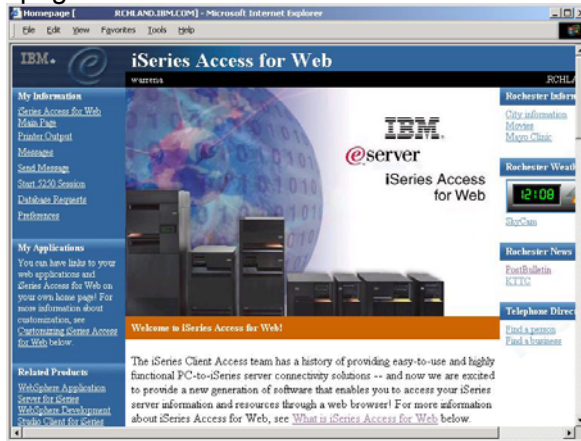 Homepage [ RCHLAND.IBM.COM] - Microsoft Internet Explorer
File Edit View Favorites Tools Help
IBM.
iSeries Access for Web
warrena
RCHLA
My Information
iSeries Access for Web
Main Page
Printer Output
Messages
Send Message
Start 5250 Session
Database Requests
Preferences
My Applications
You can have links to your
web applications and
iSeries Access for Web on
your own home page! For
more information about
customization, see
Customizing iSeries Access
for Web below.
Related Products
WebSphere Application
Server for iSeries
WebSphere Development
Studio Client for iSeries
IBM.
e server
iSeries Access
for Web
Welcome to iSeries Access for Web!
The iSeries Client Access team has a history of providing easy-to-use and highly
functional PC-to-iSeries server connectivity solutions -- and now we are excited
to provide a new generation of software that enables you to access your iSeries
server information and resources through a web browser! For more information
about iSeries Access for Web, see What is iSeries Access for Web below.
Rochester Inform
City information
Movies
Mayo Clinic
Rochester Weath
12:08
SkyCam
Rochester News
PostBulletin
KTTC
Telephone Direc
Find a person
Find a business